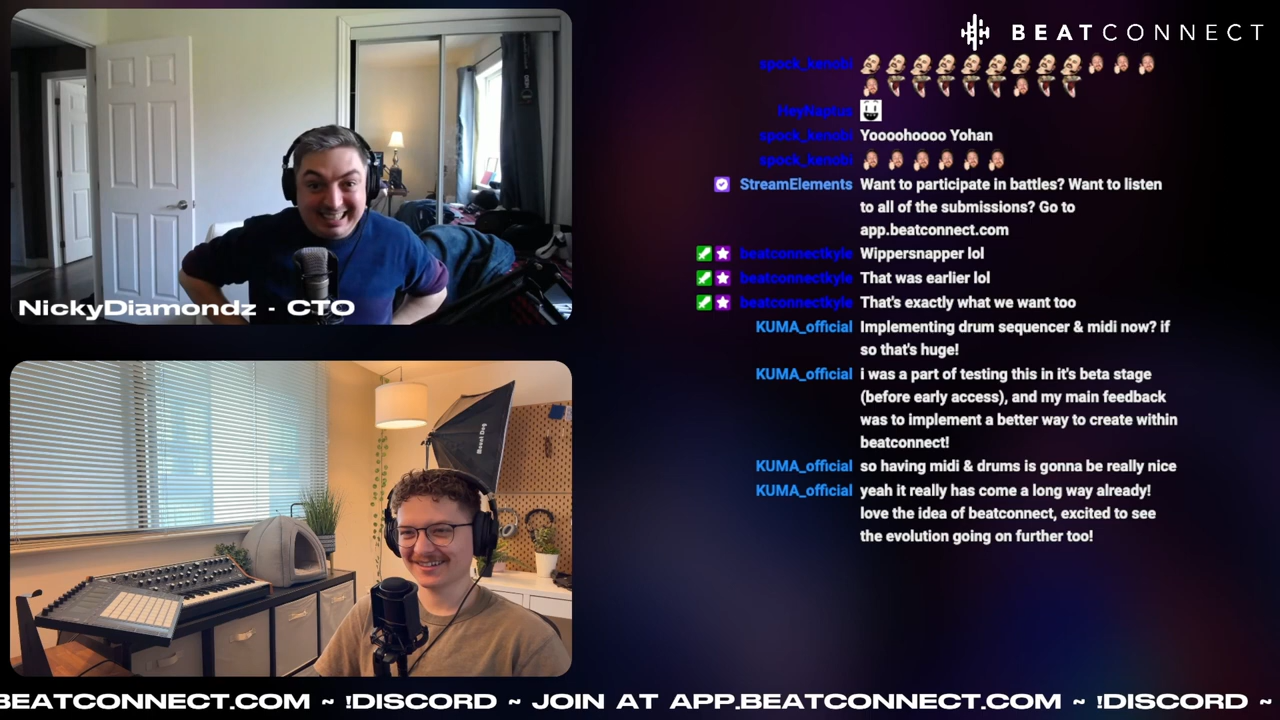 BEATCONNECT
spock_kenobi
HeyNaptus
spock_kenobi Yoooohoooo Yohan
spock_kenobi
StreamElements Want to participate in battles? Want to listen
to all of the submissions? Go to
app.beatconnect.com
beatconnectkyle Wippersnapper lol
beatconnectkyle That was earlier lol
beatconnectkyle That's exactly what we want too
KUMA_official Implementing drum sequencer & midi now? if
so that's huge!
KUMA_official i was a part of testing this in it's beta stage
(before early access), and my main feedback
was to implement a better way to create within
beatconnect!
KUMA_official so having midi & drums is gonna be really nice
KUMA_official yeah it really has come a long way already!
love the idea of beatconnect, excited to see
the evolution going on further too!
NickyDiamondz - CTO
BEATCONNECT.COM ~ !DISCORD ~ JOIN AT APP.BEATCONNECT.COM ~ !DISCORD ~